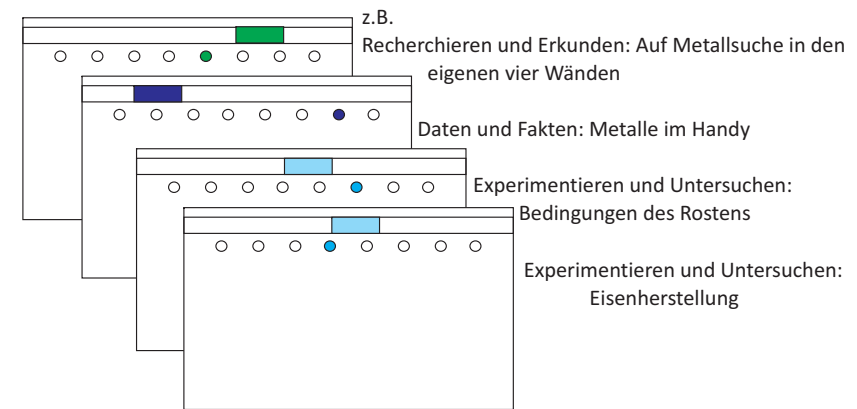 z.B.
Recherchieren und Erkunden: Auf Metallsuche in den
eigenen vier Wänden
Daten und Fakten: Metalle im Handy
Experimentieren und Untersuchen:
Bedingungen des Rostens
Experimentieren und Untersuchen:
Eisenherstellung